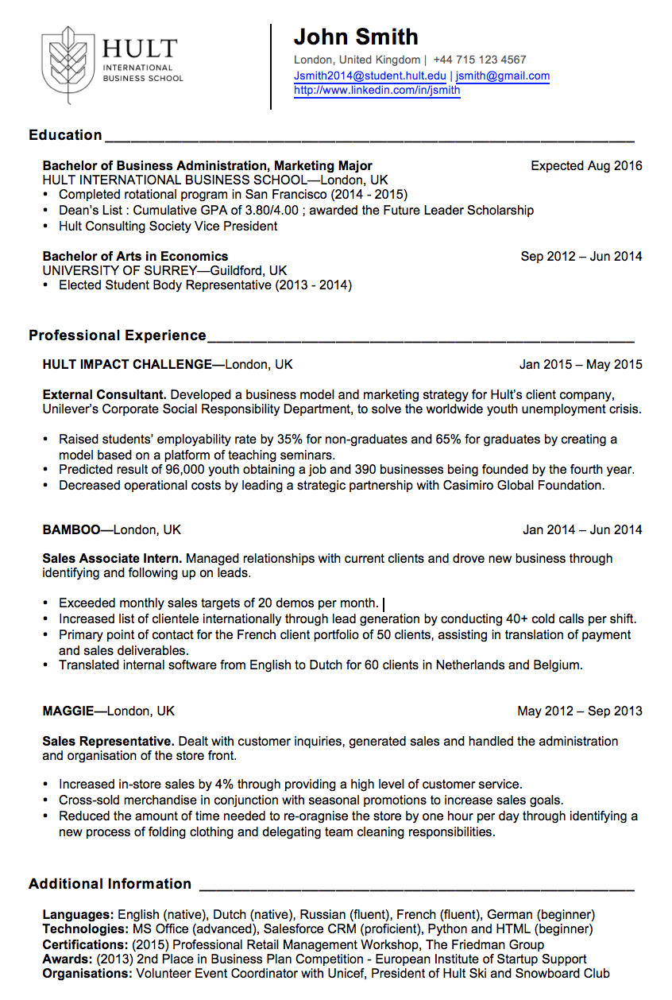 HULT
INTERNATIONAL
BUSINESS SCHOOL
John Smith
London, United Kingdom | +44 715 123 4567
Jsmith2014@student.hult.edu | jsmith@gmail.com
http://www.linkedin.com/in/jsmith
Education
Bachelor of Business Administration, Marketing Major Expected Aug 2016
HULT INTERNATIONAL BUSINESS SCHOOL—London, UK
• Completed rotational program in San Francisco (2014 - 2015)
• Dean's List : Cumulative GPA of 3.80/4.00 ; awarded the Future Leader Scholarship
• Hult Consulting Society Vice President
Bachelor of Arts in Economics Sep 2012 – Jun 2014
UNIVERSITY OF SURREY—Guildford, UK
• Elected Student Body Representative (2013 - 2014)
Professional Experience
HULT IMPACT CHALLENGE—London, UK Jan 2015 – May 2015
External Consultant. Developed a business model and marketing strategy for Hult's client company,
Unilever's Corporate Social Responsibility Department, to solve the worldwide youth unemployment crisis.
• Raised students' employability rate by 35% for non-graduates and 65% for graduates by creating a
model based on a platform of teaching seminars.
• Predicted result of 96,000 youth obtaining a job and 390 businesses being founded by the fourth year.
• Decreased operational costs by leading a strategic partnership with Casimiro Global Foundation.
BAMBOO—London, UK Jan 2014 – Jun 2014
Sales Associate Intern. Managed relationships with current clients and drove new business through
identifying and following up on leads.
• Exceeded monthly sales targets of 20 demos per month.
• Increased list of clientele internationally through lead generation by conducting 40+ cold calls per shift.
• Primary point of contact for the French client portfolio of 50 clients, assisting in translation of payment
and sales deliverables.
• Translated internal software from English to Dutch for 60 clients in Netherlands and Belgium.
MAGGIE—London, UK May 2012 – Sep 2013
Sales Representative. Dealt with customer inquiries, generated sales and handled the administration
and organisation of the store front.
• Increased in-store sales by 4% through providing a high level of customer service.
• Cross-sold merchandise in conjunction with seasonal promotions to increase sales goals.
• Reduced the amount of time needed to re-oragnise the store by one hour per day through identifying a
new process of folding clothing and delegating team cleaning responsibilities.
Additional Information
Languages: English (native), Dutch (native), Russian (fluent), French (fluent), German (beginner)
Technologies: MS Office (advanced), Salesforce CRM (proficient), Python and HTML (beginner)
Certifications: (2015) Professional Retail Management Workshop, The Friedman Group
Awards: (2013) 2nd Place in Business Plan Competition - European Institute of Startup Support
Organisations: Volunteer Event Coordinator with Unicef, President of Hult Ski and Snowboard Club